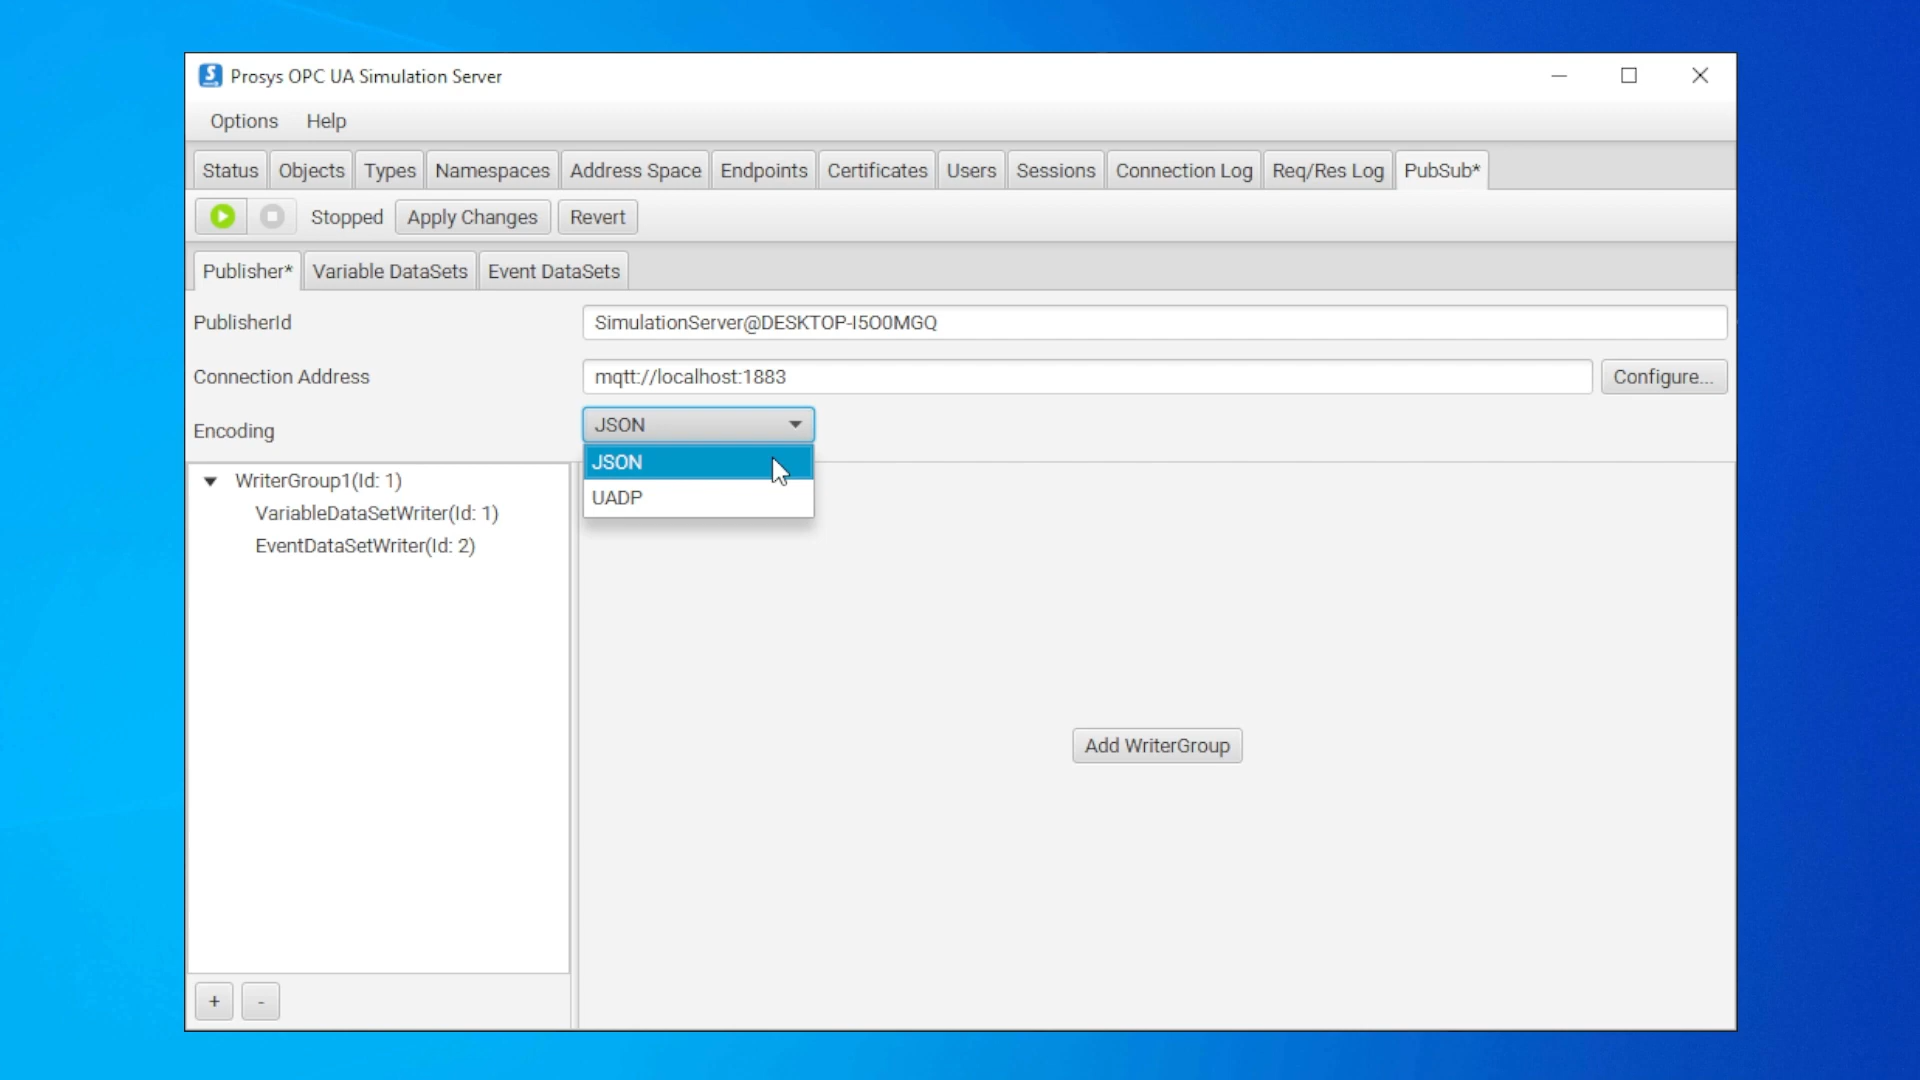 Prosys OPC UA Simulation Server
Options Help
Status Objects Types Namespaces Address Space Endpoints Certificates Users Sessions Connection Log Req/Res Log PubSub*
Stopped Apply Changes Revert
Publisher* Variable DataSets Event DataSets
PublisherId SimulationServer@DESKTOP-I5O0MGQ
Connection Address mqtt://localhost:1883 Configure...
Encoding JSON
JSON
UADP
WriterGroup1(Id: 1)
VariableDataSetWriter(Id: 1)
EventDataSetWriter(Id: 2)
Add WriterGroup
+ -